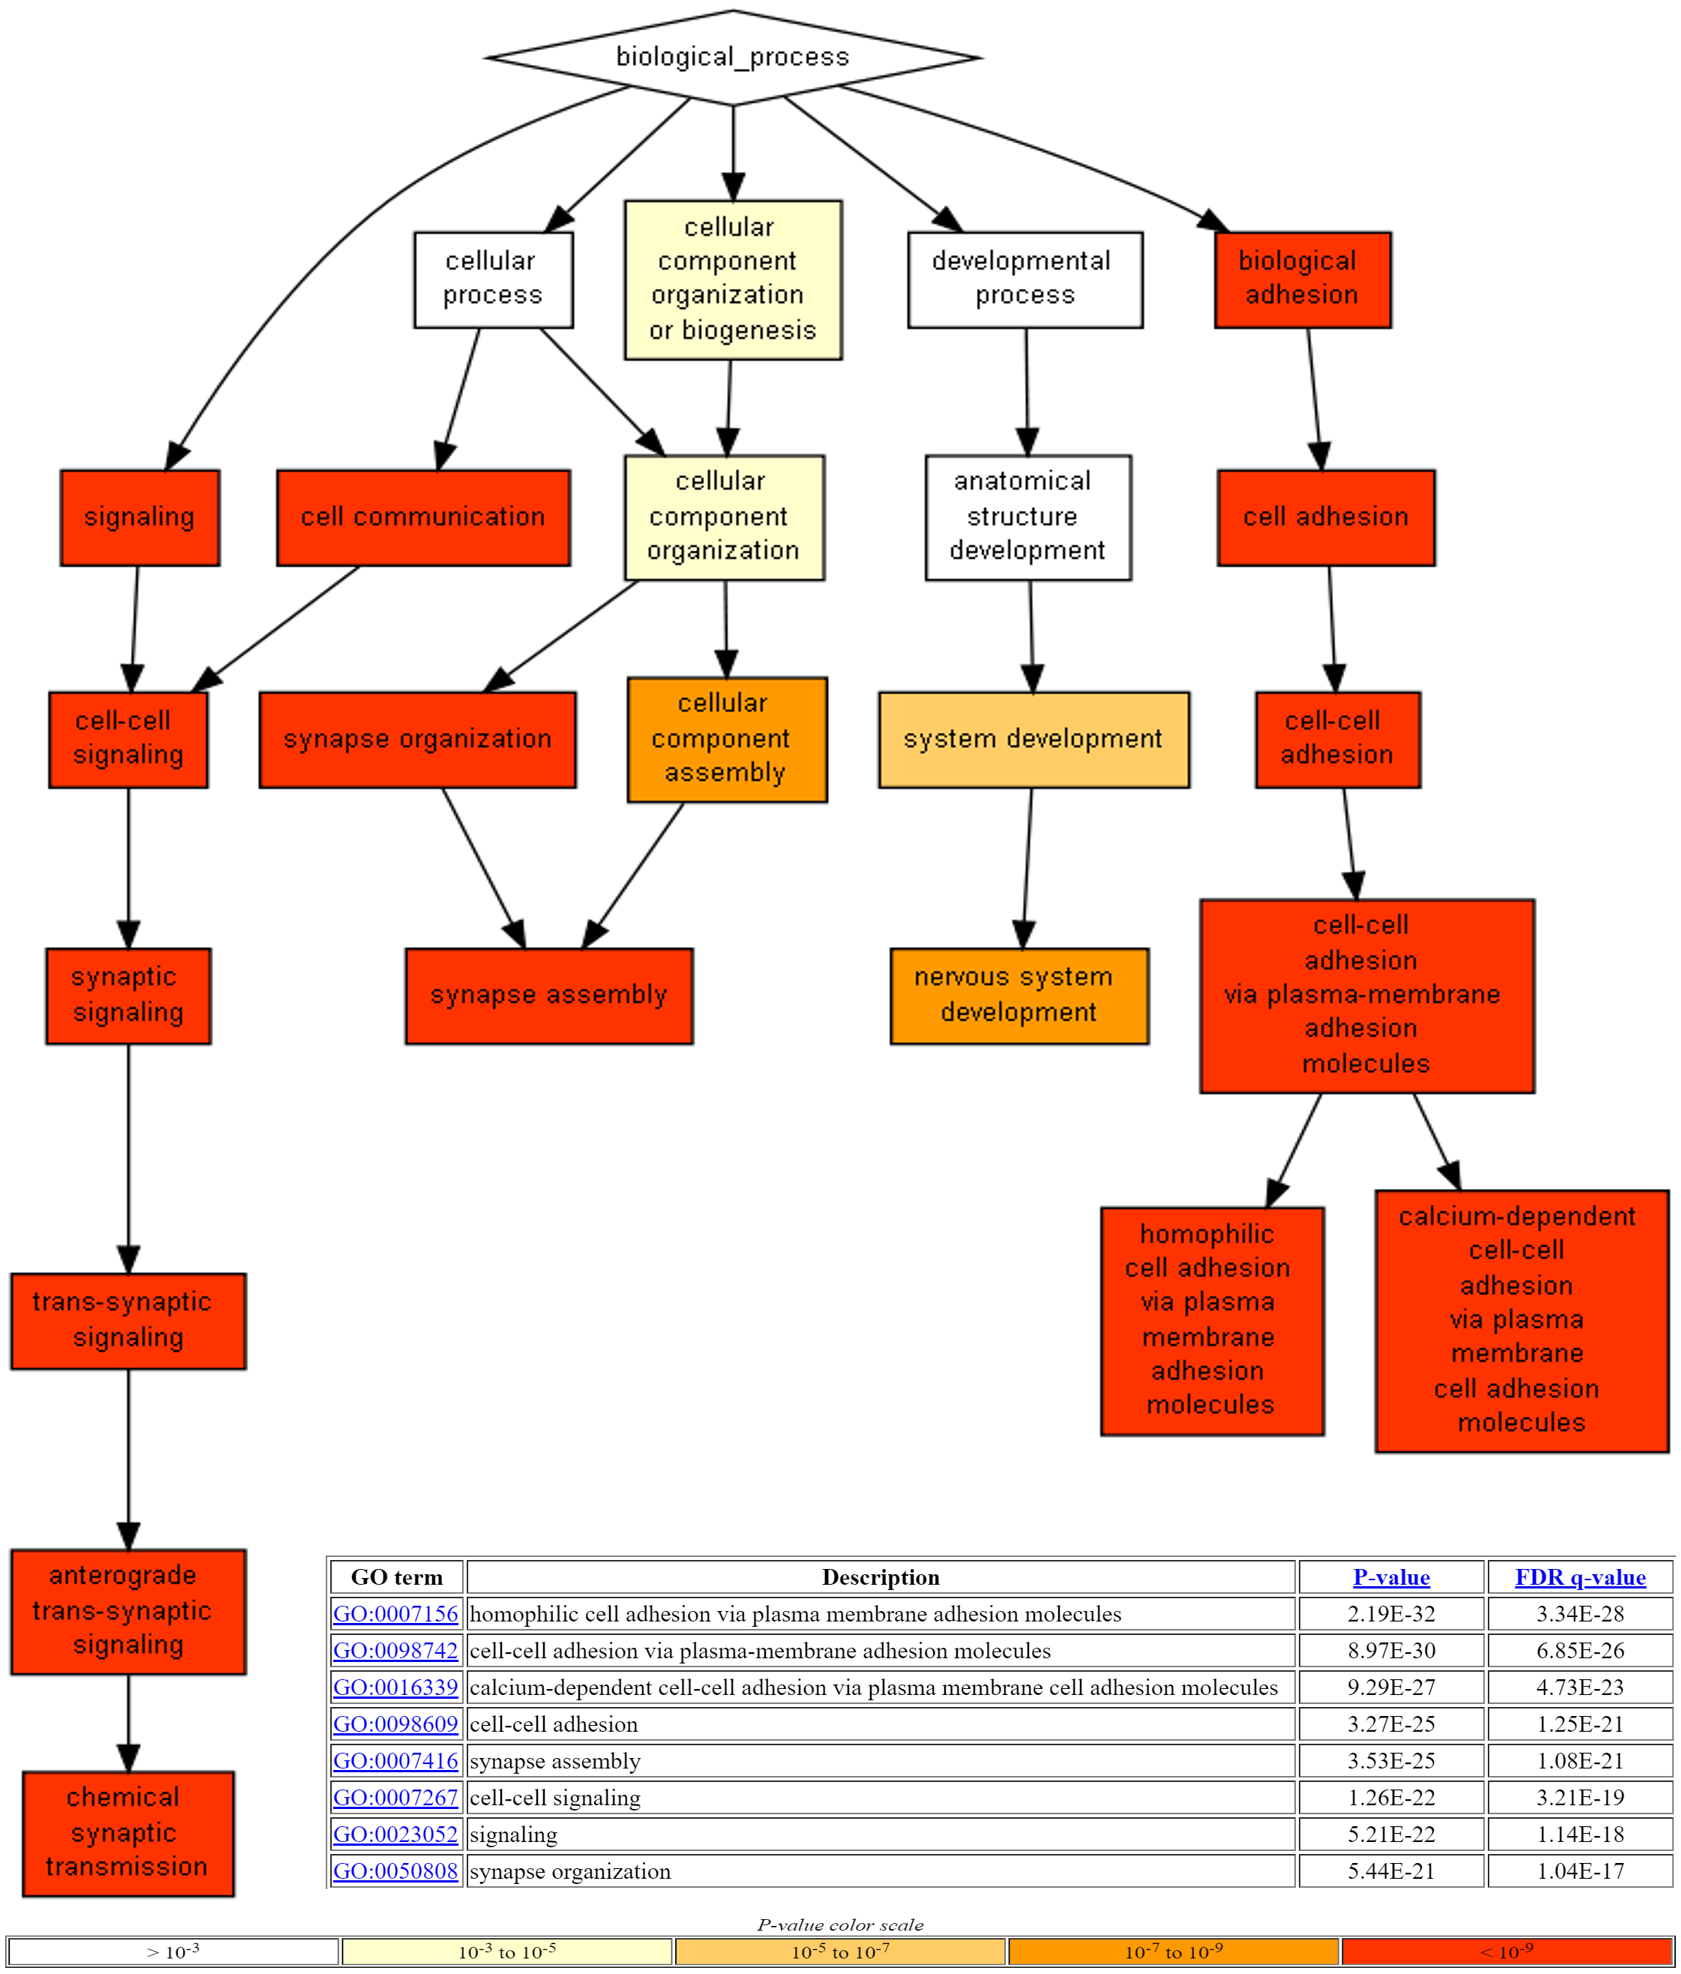 biological_process
cellular
process
cellular
component
organization
or biogenesis
developmental
process
biological
adhesion
signaling
cell communication
cellular
component
organization
anatomical
structure
development
cell adhesion
cell-cell
signaling
synapse organization
cellular
component
assembly
system development
cell-cell
adhesion
synaptic
signaling
synapse assembly
nervous system
development
cell-cell
adhesion
via plasma-membrane
adhesion
molecules
trans-synaptic
signaling
homophilic
cell adhesion
via plasma
membrane
adhesion
molecules
calcium-dependent
cell-cell
adhesion
via plasma
membrane
cell adhesion
molecules
anterograde
trans-synaptic
signaling
chemical
synaptic
transmission
GO term Description P-value FDR q-value
GO:0007156 homophilic cell adhesion via plasma membrane adhesion molecules 2.19E-32 3.34E-28
GO:0098742 cell-cell adhesion via plasma-membrane adhesion molecules 8.97E-30 6.85E-26
GO:0016339 calcium-dependent cell-cell adhesion via plasma membrane cell adhesion molecules 9.29E-27 4.73E-23
GO:0098609 cell-cell adhesion 3.27E-25 1.25E-21
GO:0007416 synapse assembly 3.53E-25 1.08E-21
GO:0007267 cell-cell signaling 1.26E-22 3.21E-19
GO:0023052 signaling 5.21E-22 1.14E-18
GO:0050808 synapse organization 5.44E-21 1.04E-17
P-value color scale
> 10⁻³ 10⁻³ to 10⁻⁵ 10⁻⁵ to 10⁻⁷ 10⁻⁷ to 10⁻⁹ < 10⁻⁹